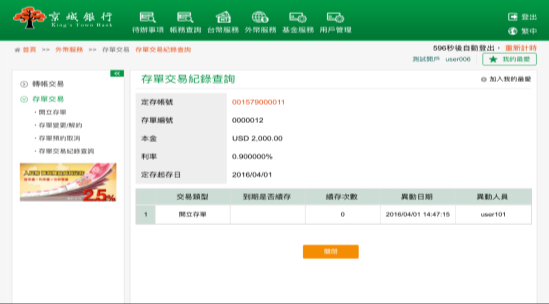 京城銀行
King's Town Bank
待辦事項 帳務查詢 台幣服務 外幣服務 基金服務 用戶管理
登出
繁中
首頁 >> 外幣服務 >> 存單交易 存單交易紀錄查詢
596秒後自動登出， 重新計時
測試開戶 user006
我的最愛
轉帳交易
存單交易
・開立存單
・存單變更/解約
・存單預約取消
・存單交易紀錄查詢
2.5%
存單交易紀錄查詢
加入我的最愛
定存帳號 001579000011
存單編號 0000012
本金 USD 2,000.00
利率 0.900000%
定存起存日 2016/04/01
交易類型 到期是否續存 續存次數 異動日期 異動人員
1 開立存單 0 2016/04/01 14:47:15 user101
關閉